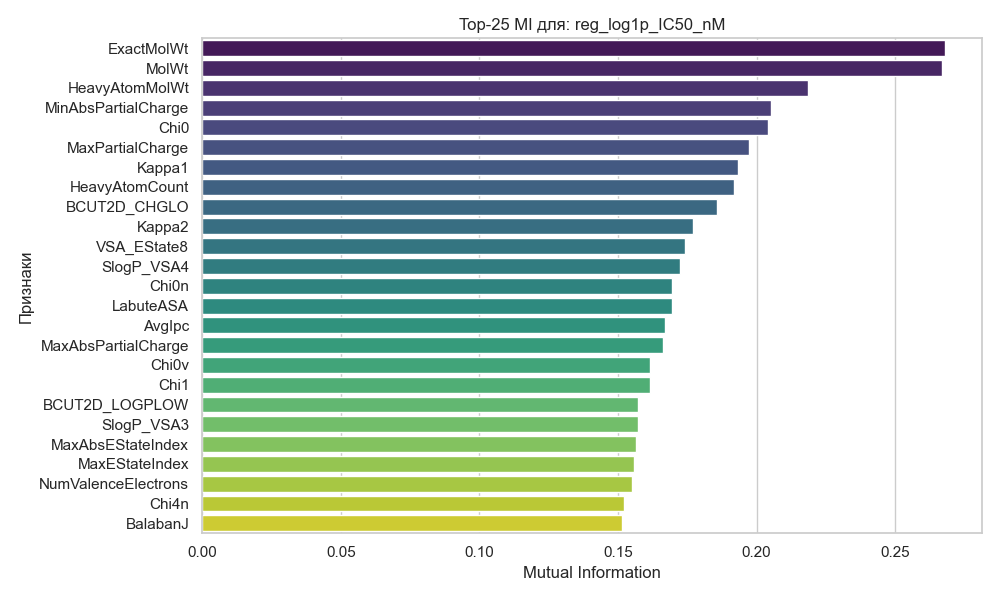 Top-25 MI для: reg_log1p_IC50_nM
Признаки
ExactMolWt
MolWt
HeavyAtomMolWt
MinAbsPartialCharge
Chi0
MaxPartialCharge
Kappa1
HeavyAtomCount
BCUT2D_CHGLO
Kappa2
VSA_EState8
SlogP_VSA4
Chi0n
LabuteASA
AvgIpc
MaxAbsPartialCharge
Chi0v
Chi1
BCUT2D_LOGPLOW
SlogP_VSA3
MaxAbsEStateIndex
MaxEStateIndex
NumValenceElectrons
Chi4n
BalabanJ
0.00 0.05 0.10 0.15 0.20 0.25
Mutual Information